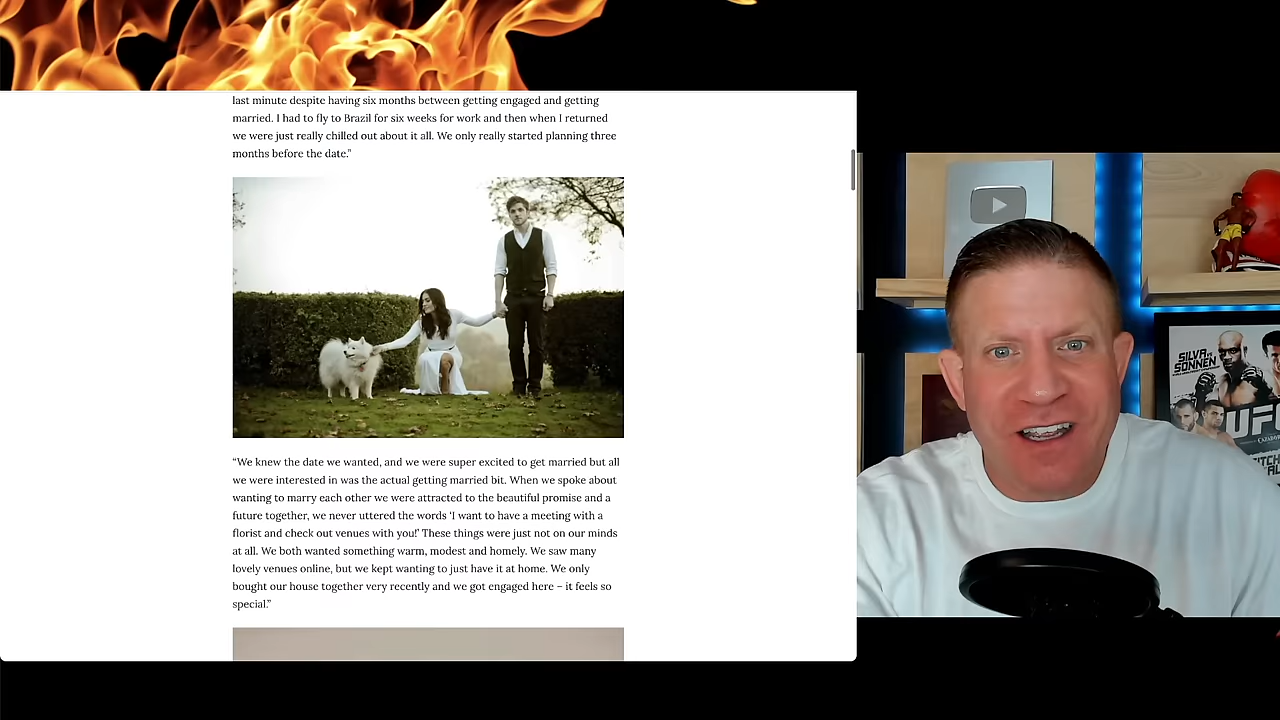 last minute despite having six months between getting engaged and getting
married. I had to fly to Brazil for six weeks for work and then when I returned
we were just really chilled out about it all. We only really started planning three
months before the date.”
“We knew the date we wanted, and we were super excited to get married but all
we were interested in was the actual getting married bit. When we spoke about
wanting to marry each other we were attracted to the beautiful promise and a
future together, we never uttered the words ‘I want to have a meeting with a
florist and check out venues with you!’ These things were just not on our minds
at all. We both wanted something warm, modest and homely. We saw many
lovely venues online, but we kept wanting to just have it at home. We only
bought our house together very recently and we got engaged here – it feels so
special.”
SILVA
SONNEN
UFC